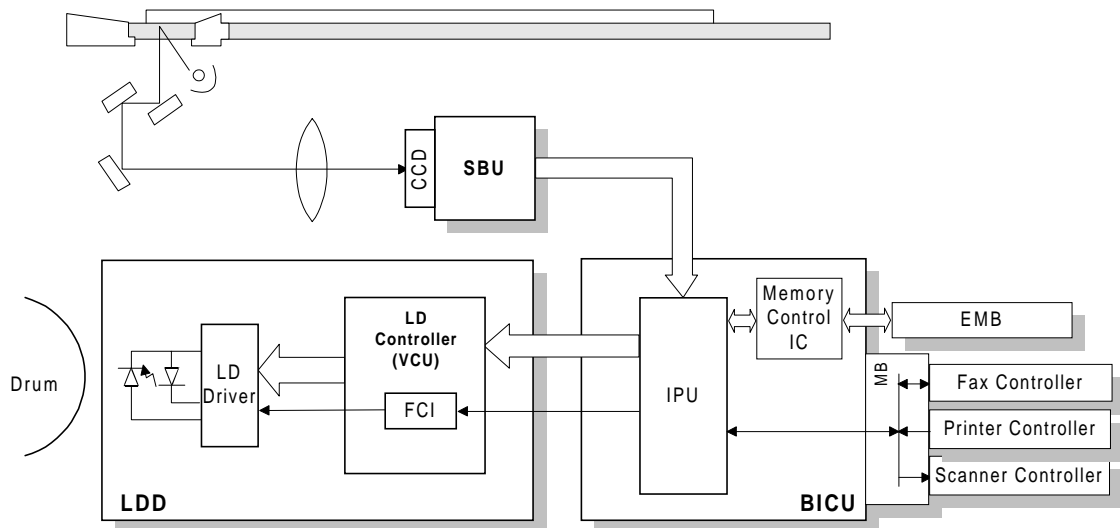 CCD
SBU
LD
Controller
(VCU)
LD
Driver
FCI
Drum
LDD
IPU
Memory
Control
IC
EMB
MB
Fax Controller
Printer Controller
Scanner Controller
BICU